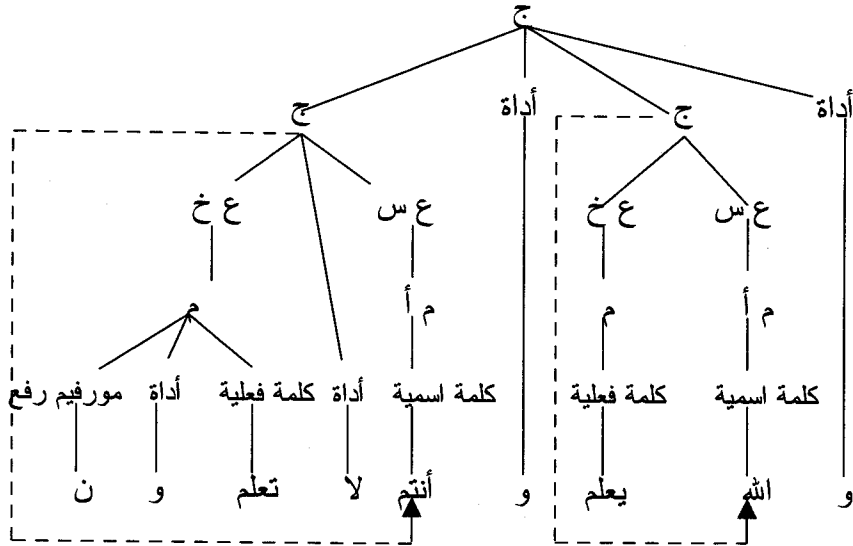 ج
أداة ج أداة ج
ع س ع خ ع س ع خ
م أ م م أ م
كلمة اسمية كلمة فعلية كلمة اسمية أداة كلمة فعلية أداة مورفيم رفع
و الله يعلم و أنتم لا تعلم و ن